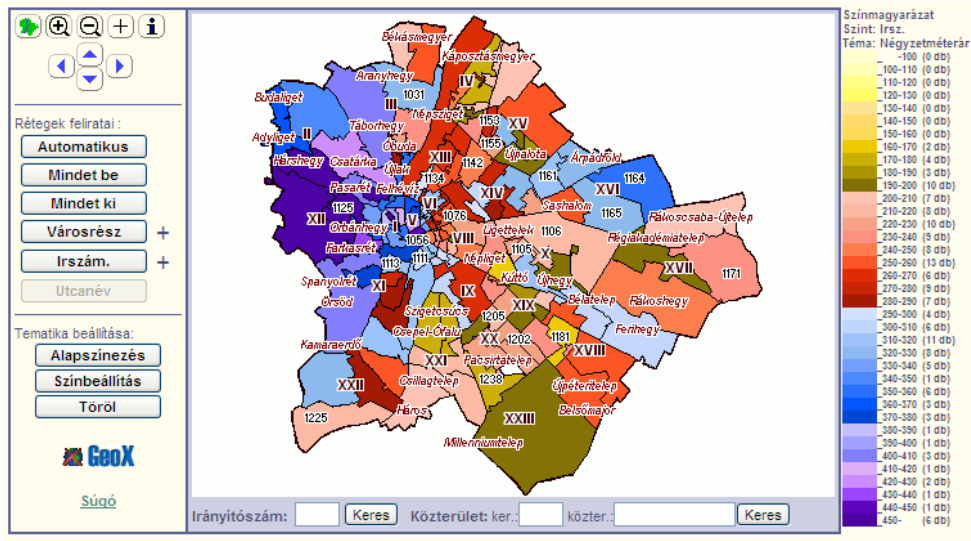 Rétegek feliratai :
Automatikus
Mindet be
Mindet ki
Városrész +
Irszám. +
Utcanév
Tematika beállítása:
Alapszínezés
Színbeállítás
Töröl
GeoX
Súgó
Békásmegyer
Káposztásmegyer
Aranyhegy
IV
1031
Budaliget
III
Népsziget
1153
XV
II
Táborhegy
1155
Adyliget
Óbuda
Újpalota
Hárshegy
Csatárka
XIII
1142
Árpádföld
Újlak
1134
1161
1164
Pasarét
Felhévíz
XIV
XVI
1125
VI
Sashalom
1165
XII
I
V
1076
Rákoscsaba-Újtelep
Orbánhegy
Ligettelek
1106
1056
VIII
Régiakadémiatelep
Farkasrét
1105
X
1113
1111
Népliget
XVII
1171
Spanyolrét
XI
Kúttó
Újhegy
Őrsöd
IX
Bélatelep
Rákoshegy
Szigetcsúcs
XIX
1205
Csepel-Ófalu
Ferihegy
Kamaraerdő
XX
1202
1181
XVIII
XXI
Pacsirtatelep
XXII
Csillagtelep
1238
Újpéteritelep
1225
Háros
XXIII
Belsőmajor
Millenniumtelep
Irányítószám:
Keres
Közterület: ker.:
közter.:
Keres
Színmagyarázat
Szint: Irsz.
Téma: Négyzetméterár
-100 (0 db)
100-110 (0 db)
110-120 (0 db)
120-130 (0 db)
130-140 (0 db)
140-150 (0 db)
150-160 (0 db)
160-170 (2 db)
170-180 (4 db)
180-190 (3 db)
190-200 (10 db)
200-210 (7 db)
210-220 (8 db)
220-230 (10 db)
230-240 (9 db)
240-250 (8 db)
250-260 (13 db)
260-270 (6 db)
270-280 (9 db)
280-290 (7 db)
290-300 (4 db)
300-310 (6 db)
310-320 (11 db)
320-330 (8 db)
330-340 (5 db)
340-350 (1 db)
350-360 (6 db)
360-370 (3 db)
370-380 (3 db)
380-390 (1 db)
390-400 (1 db)
400-410 (3 db)
410-420 (1 db)
420-430 (2 db)
430-440 (1 db)
440-450 (1 db)
450- (6 db)